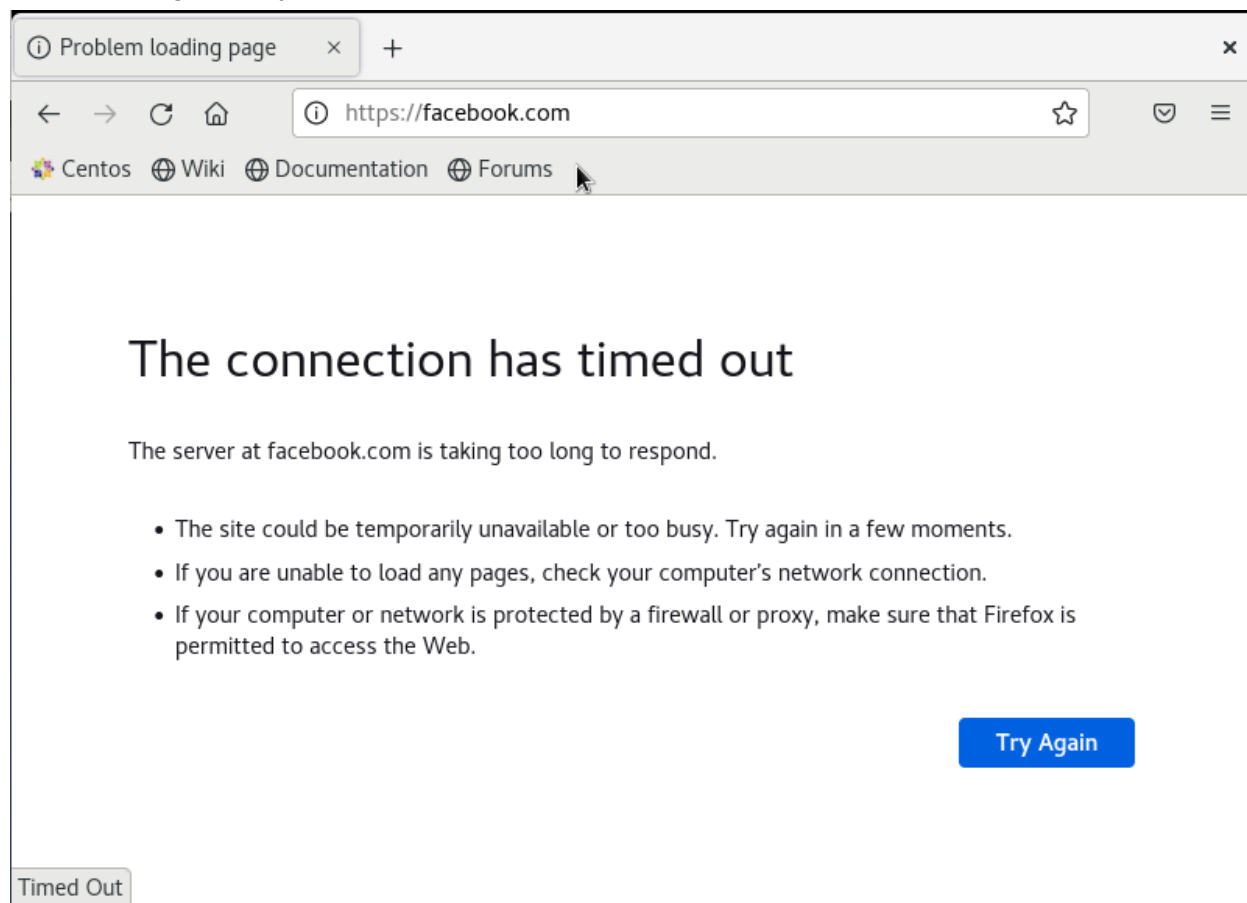 Problem loading page
https://facebook.com
Centos Wiki Documentation Forums
The connection has timed out
The server at facebook.com is taking too long to respond.
• The site could be temporarily unavailable or too busy. Try again in a few moments.
• If you are unable to load any pages, check your computer's network connection.
• If your computer or network is protected by a firewall or proxy, make sure that Firefox is
permitted to access the Web.
Try Again
Timed Out